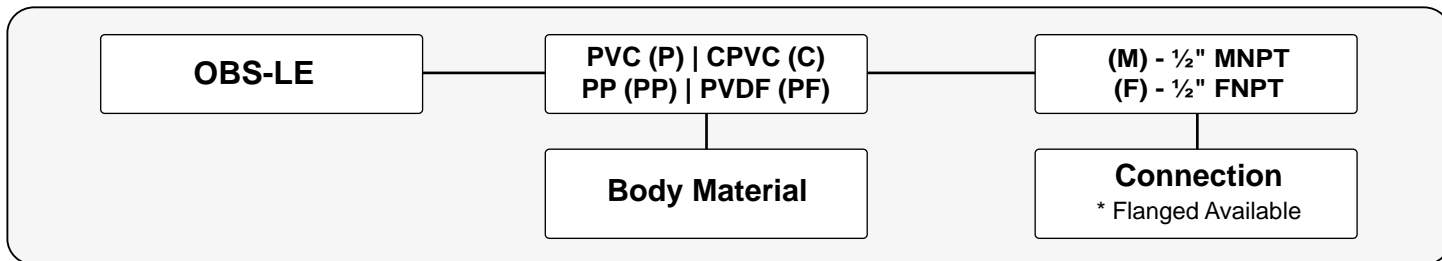 OBS-LE
PVC (P) | CPVC (C)
PP (PP) | PVDF (PF)
(M) - ½" MNPT
(F) - ½" FNPT
Body Material
Connection
* Flanged Available